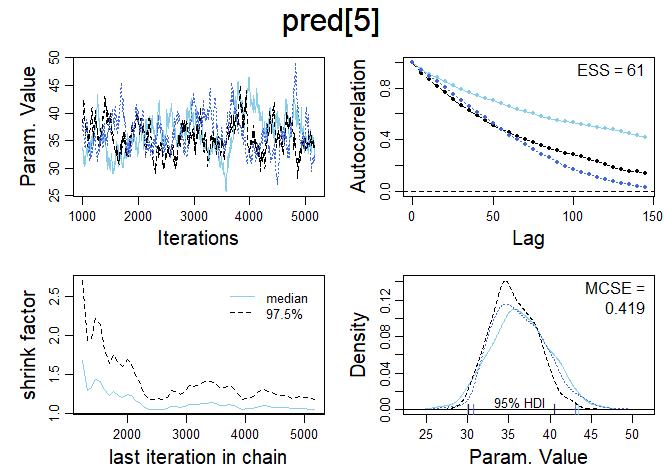 pred[5]
Param. Value
50
45
40
35
30
25
1000 2000 3000 4000 5000
Iterations
Autocorrelation
0.8
0.4
0.0
ESS = 61
0 50 100 150
Lag
shrink factor
2.5
2.0
1.5
1.0
median
97.5%
2000 3000 4000 5000
last iteration in chain
Density
0.12
0.08
0.04
0.00
MCSE =
0.419
95% HDI
25 30 35 40 45 50
Param. Value